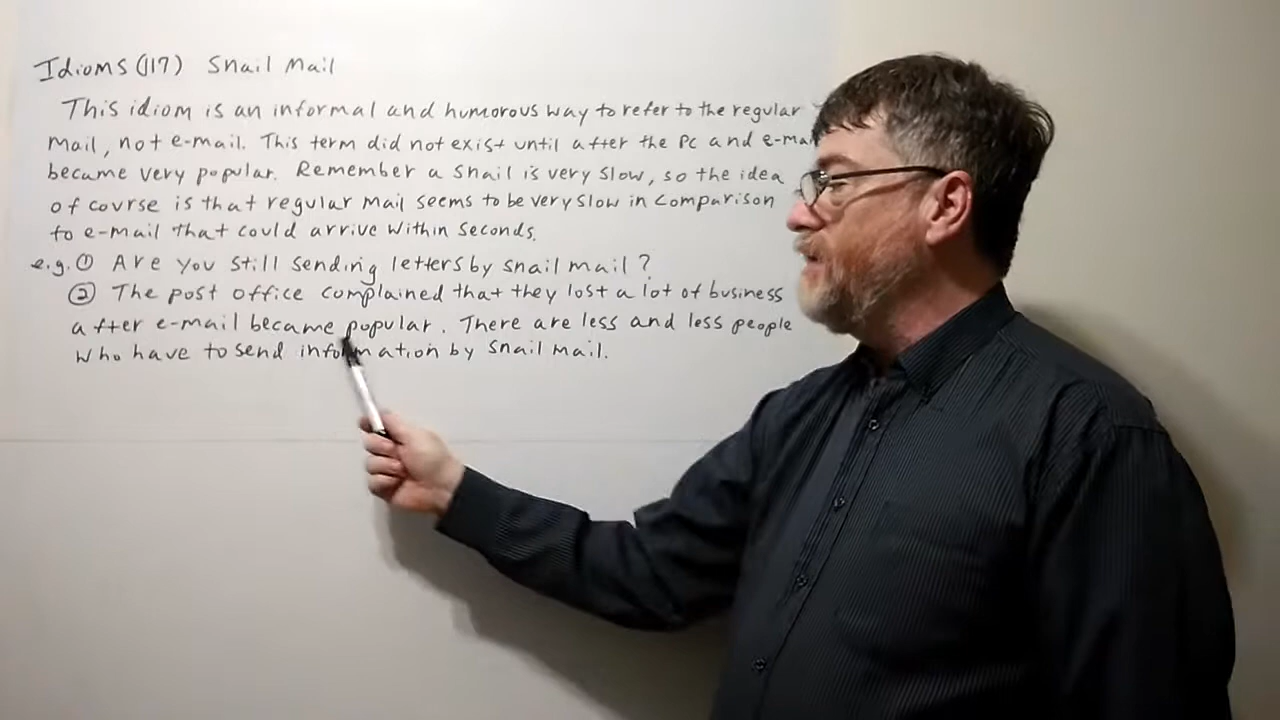 Idioms (117) Snail Mail
This idiom is an informal and humorous way to refer to the regular
mail, not e-mail. This term did not exist until after the PC and e-mail
became very popular. Remember a snail is very slow, so the idea
of course is that regular mail seems to be very slow in comparison
to e-mail that could arrive within seconds.
e.g. ① Are you still sending letters by snail mail?
② The post office complained that they lost a lot of business
after e-mail became popular. There are less and less people
who have to send information by snail mail.